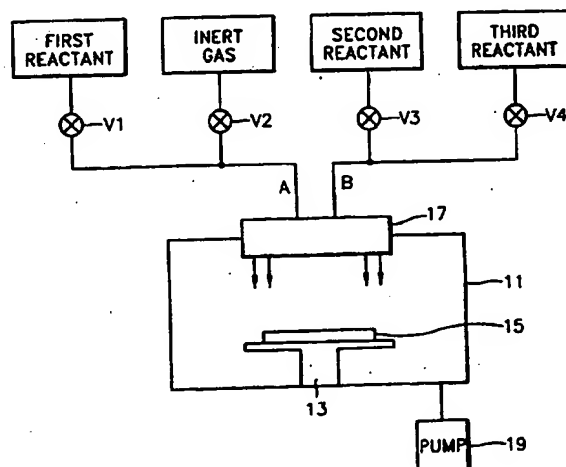 FIRST REACTANT
INERT GAS
SECOND REACTANT
THIRD REACTANT
V1
V2
V3
V4
A
B
17
11
15
13
PUMP
19